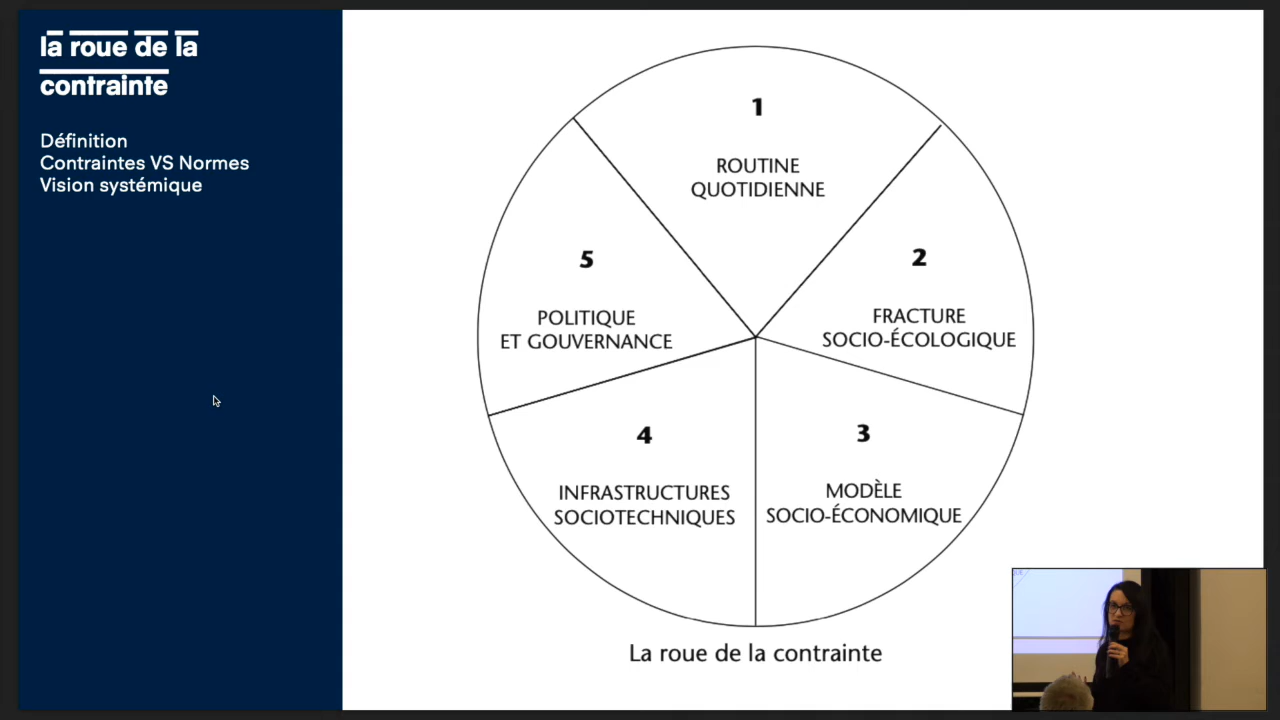 la roue de la
contrainte
Définition
Contraintes VS Normes
Vision systémique
1
ROUTINE
QUOTIDIENNE
2
FRACTURE
SOCIO-ÉCOLOGIQUE
3
MODÈLE
SOCIO-ÉCONOMIQUE
4
INFRASTRUCTURES
SOCIOTECHNIQUES
5
POLITIQUE
ET GOUVERNANCE
La roue de la contrainte